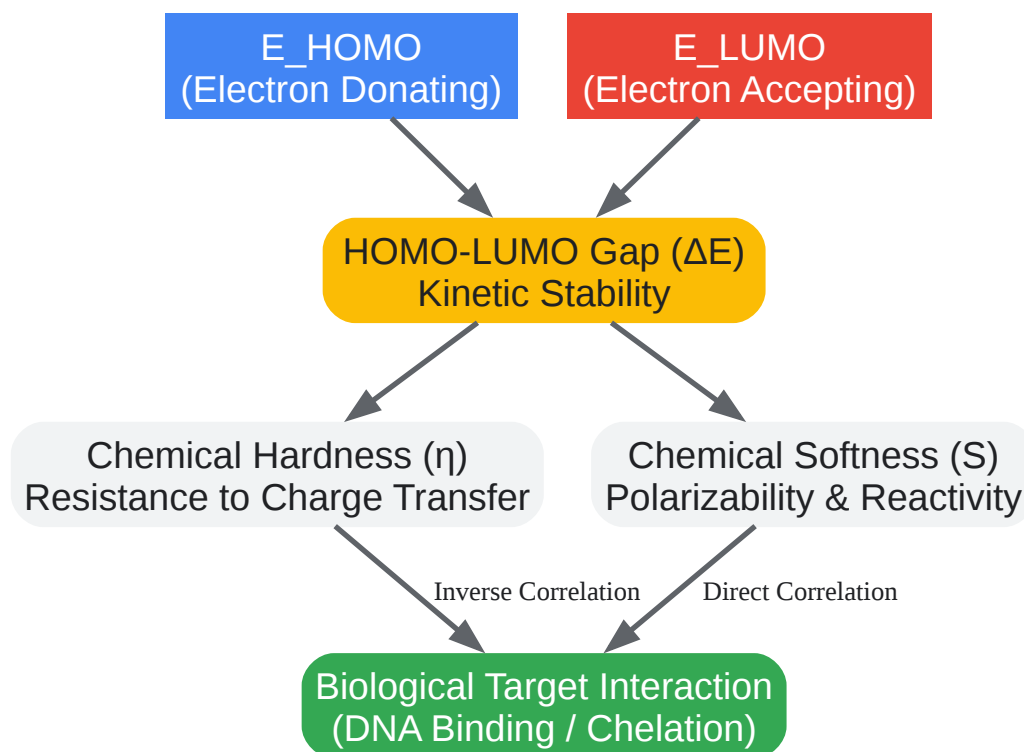 E_HOMO
(Electron Donating)
E_LUMO
(Electron Accepting)
HOMO-LUMO Gap (ΔE)
Kinetic Stability
Chemical Hardness (η)
Resistance to Charge Transfer
Chemical Softness (S)
Polarizability & Reactivity
Inverse Correlation
Direct Correlation
Biological Target Interaction
(DNA Binding / Chelation)